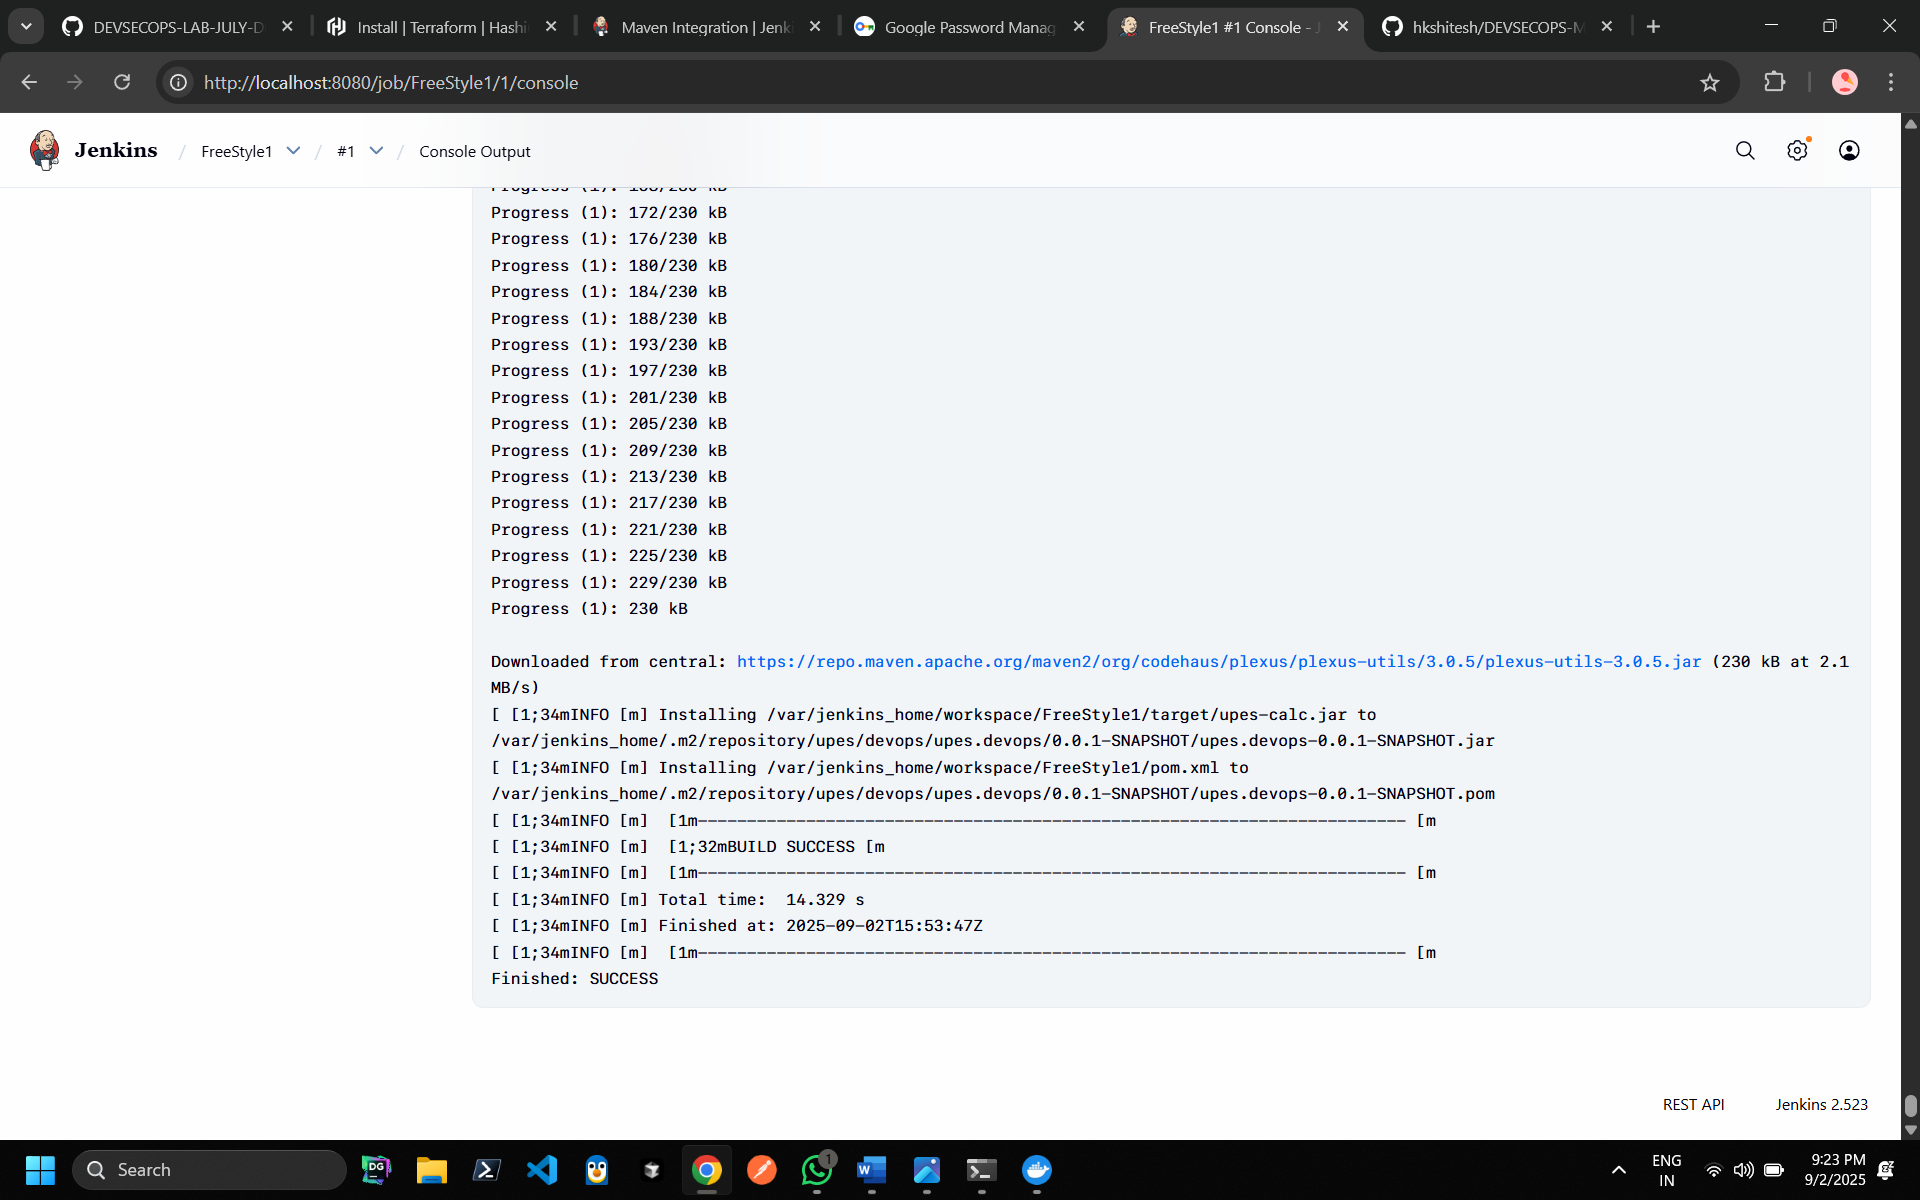 DEVSECOPS-LAB-JULY-D
Install | Terraform | Hashi
Maven Integration | Jenki
Google Password Manag
FreeStyle1 #1 Console - J
hkshitesh/DEVSECOPS-M
http://localhost:8080/job/FreeStyle1/1/console
Jenkins / FreeStyle1 / #1 / Console Output
Progress (1): 172/230 kB
Progress (1): 176/230 kB
Progress (1): 180/230 kB
Progress (1): 184/230 kB
Progress (1): 188/230 kB
Progress (1): 193/230 kB
Progress (1): 197/230 kB
Progress (1): 201/230 kB
Progress (1): 205/230 kB
Progress (1): 209/230 kB
Progress (1): 213/230 kB
Progress (1): 217/230 kB
Progress (1): 221/230 kB
Progress (1): 225/230 kB
Progress (1): 229/230 kB
Progress (1): 230 kB
Downloaded from central: https://repo.maven.apache.org/maven2/org/codehaus/plexus/plexus-utils/3.0.5/plexus-utils-3.0.5.jar (230 kB at 2.1
MB/s)
[ [1;34mINFO [m] Installing /var/jenkins_home/workspace/FreeStyle1/target/upes-calc.jar to
/var/jenkins_home/.m2/repository/upes/devops/upes.devops/0.0.1-SNAPSHOT/upes.devops-0.0.1-SNAPSHOT.jar
[ [1;34mINFO [m] Installing /var/jenkins_home/workspace/FreeStyle1/pom.xml to
/var/jenkins_home/.m2/repository/upes/devops/upes.devops/0.0.1-SNAPSHOT/upes.devops-0.0.1-SNAPSHOT.pom
[ [1;34mINFO [m]  [1m------------------------------------------------------------------------ [m
[ [1;34mINFO [m]  [1;32mBUILD SUCCESS [m
[ [1;34mINFO [m]  [1m------------------------------------------------------------------------ [m
[ [1;34mINFO [m] Total time:  14.329 s
[ [1;34mINFO [m] Finished at: 2025-09-02T15:53:47Z
[ [1;34mINFO [m]  [1m------------------------------------------------------------------------ [m
Finished: SUCCESS
REST API
Jenkins 2.523
Search
DG
1
ENG
IN
9:23 PM
9/2/2025